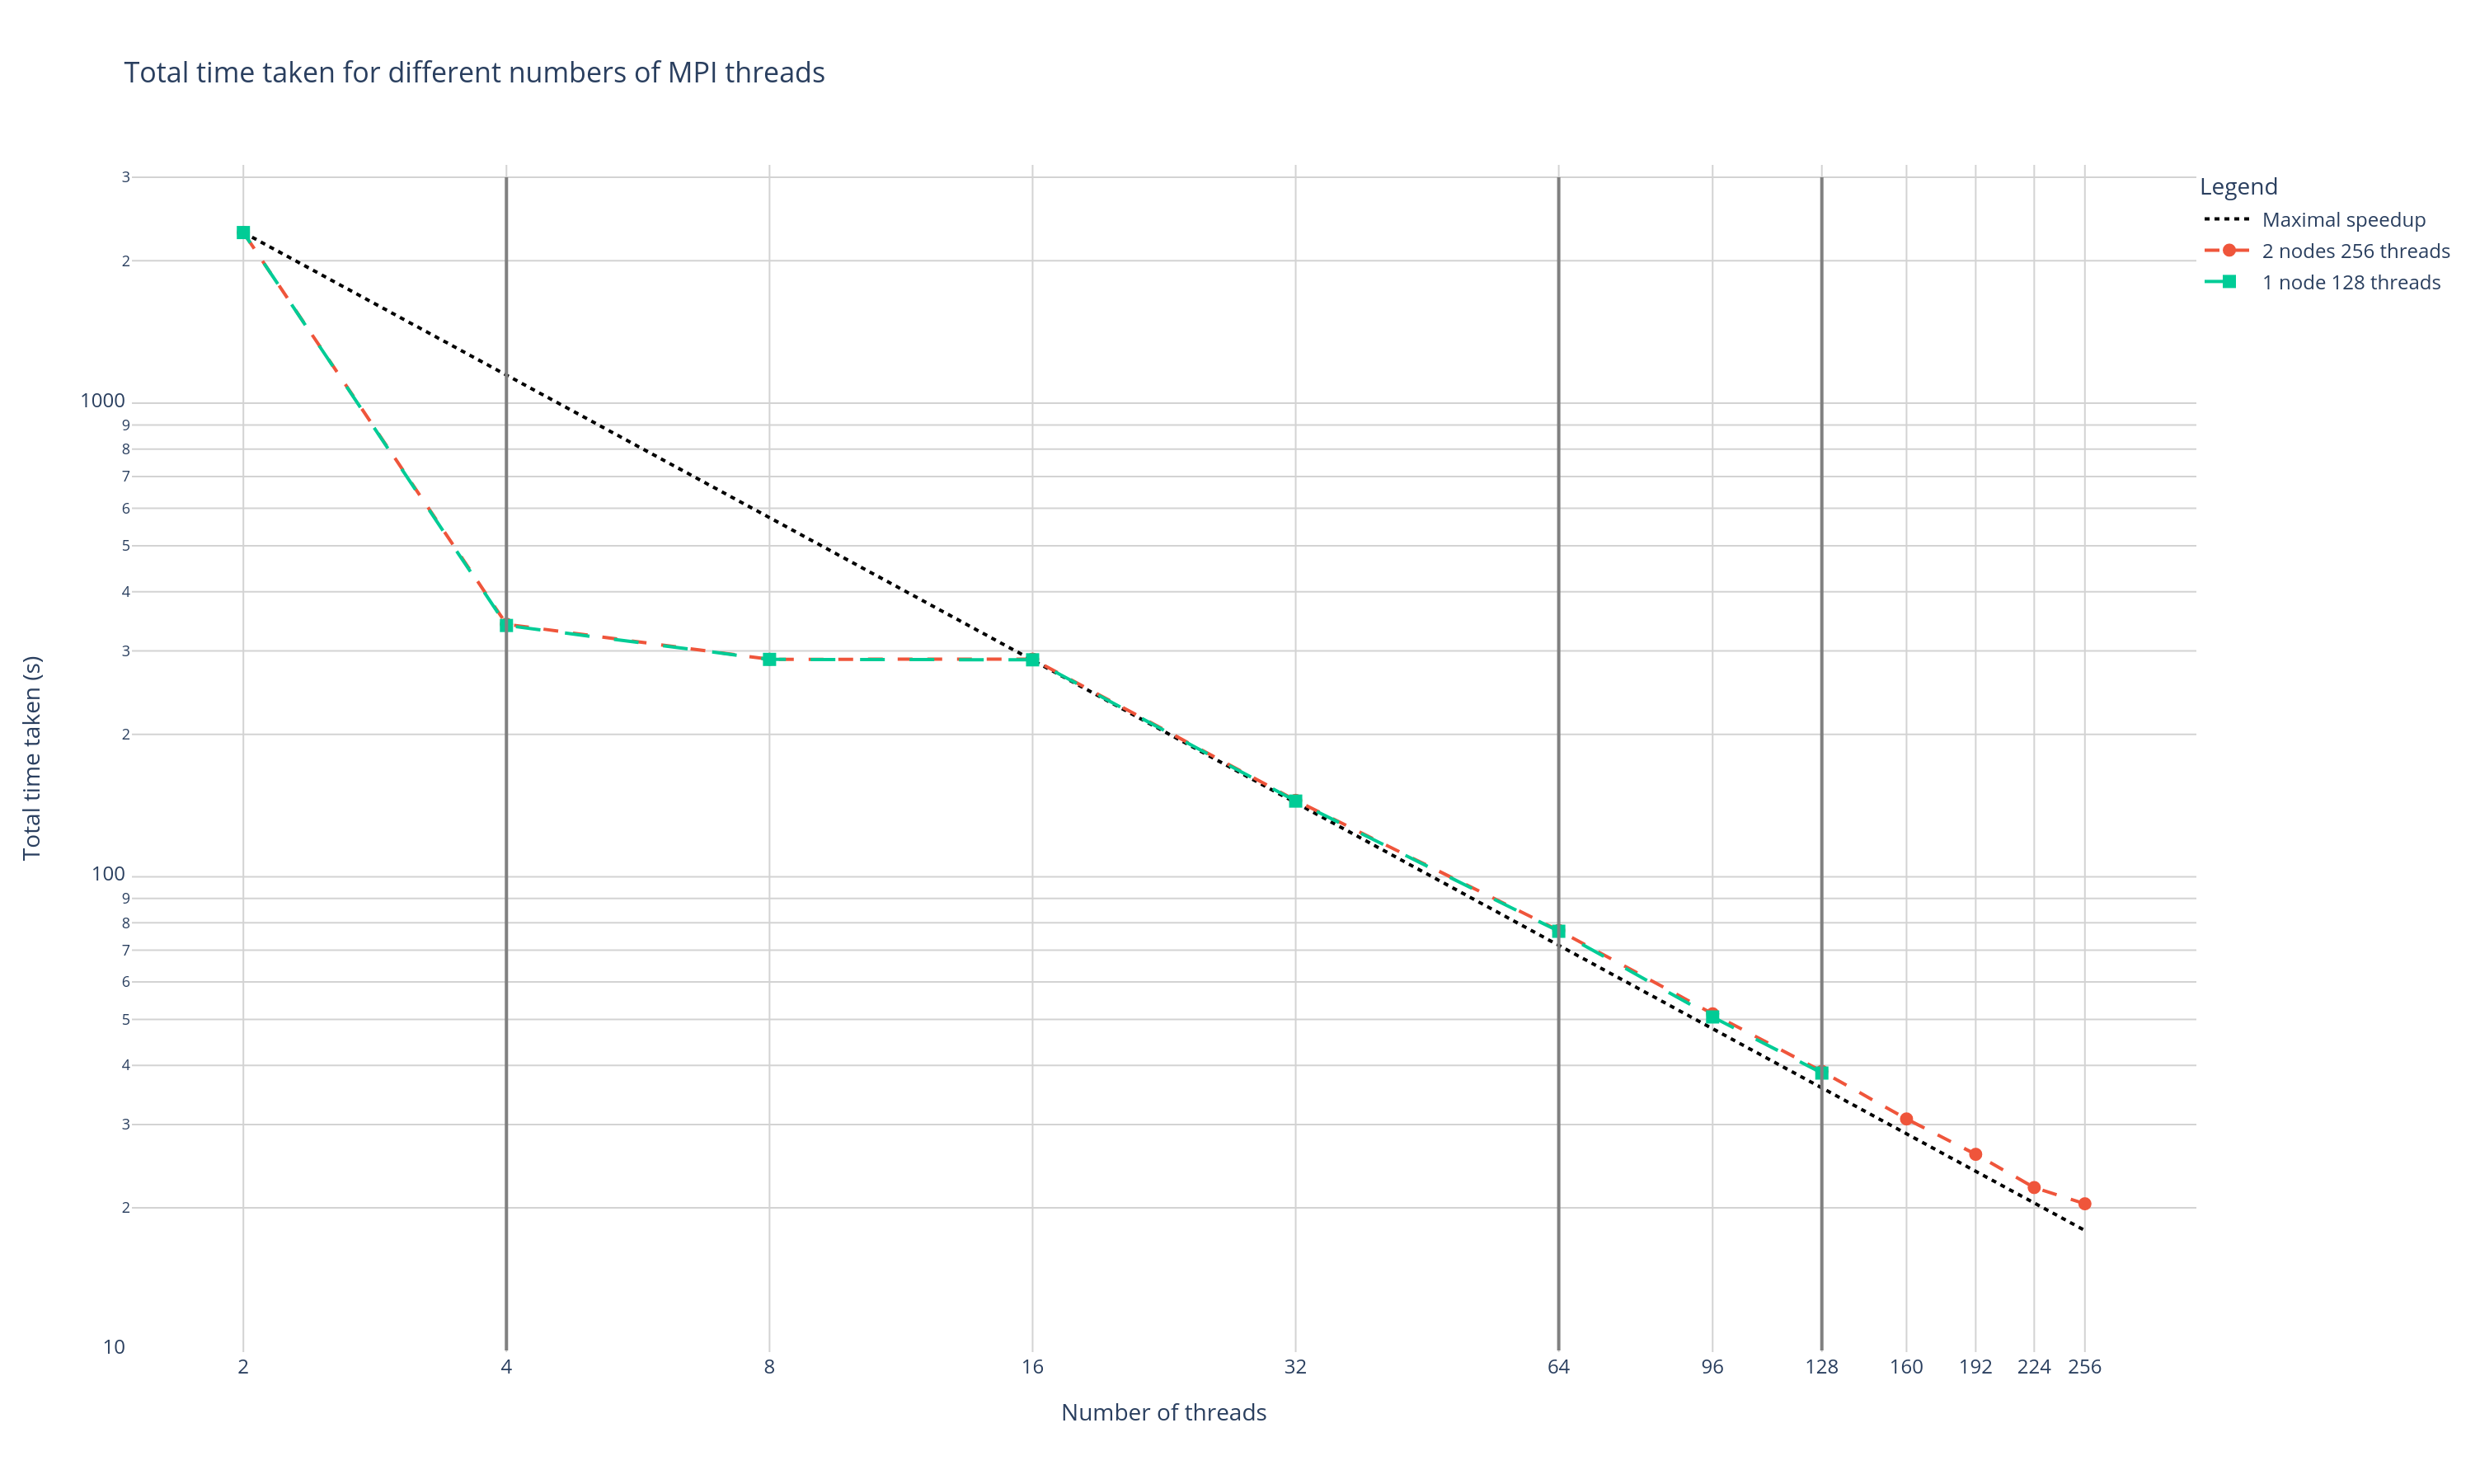 Total time taken for different numbers of MPI threads
Legend
Maximal speedup
2 nodes 256 threads
1 node 128 threads
Total time taken (s)
3
2
1000
9
8
7
6
5
4
3
2
100
9
8
7
6
5
4
3
2
10
2 4 8 16 32 64 96 128 160 192 224 256
Number of threads